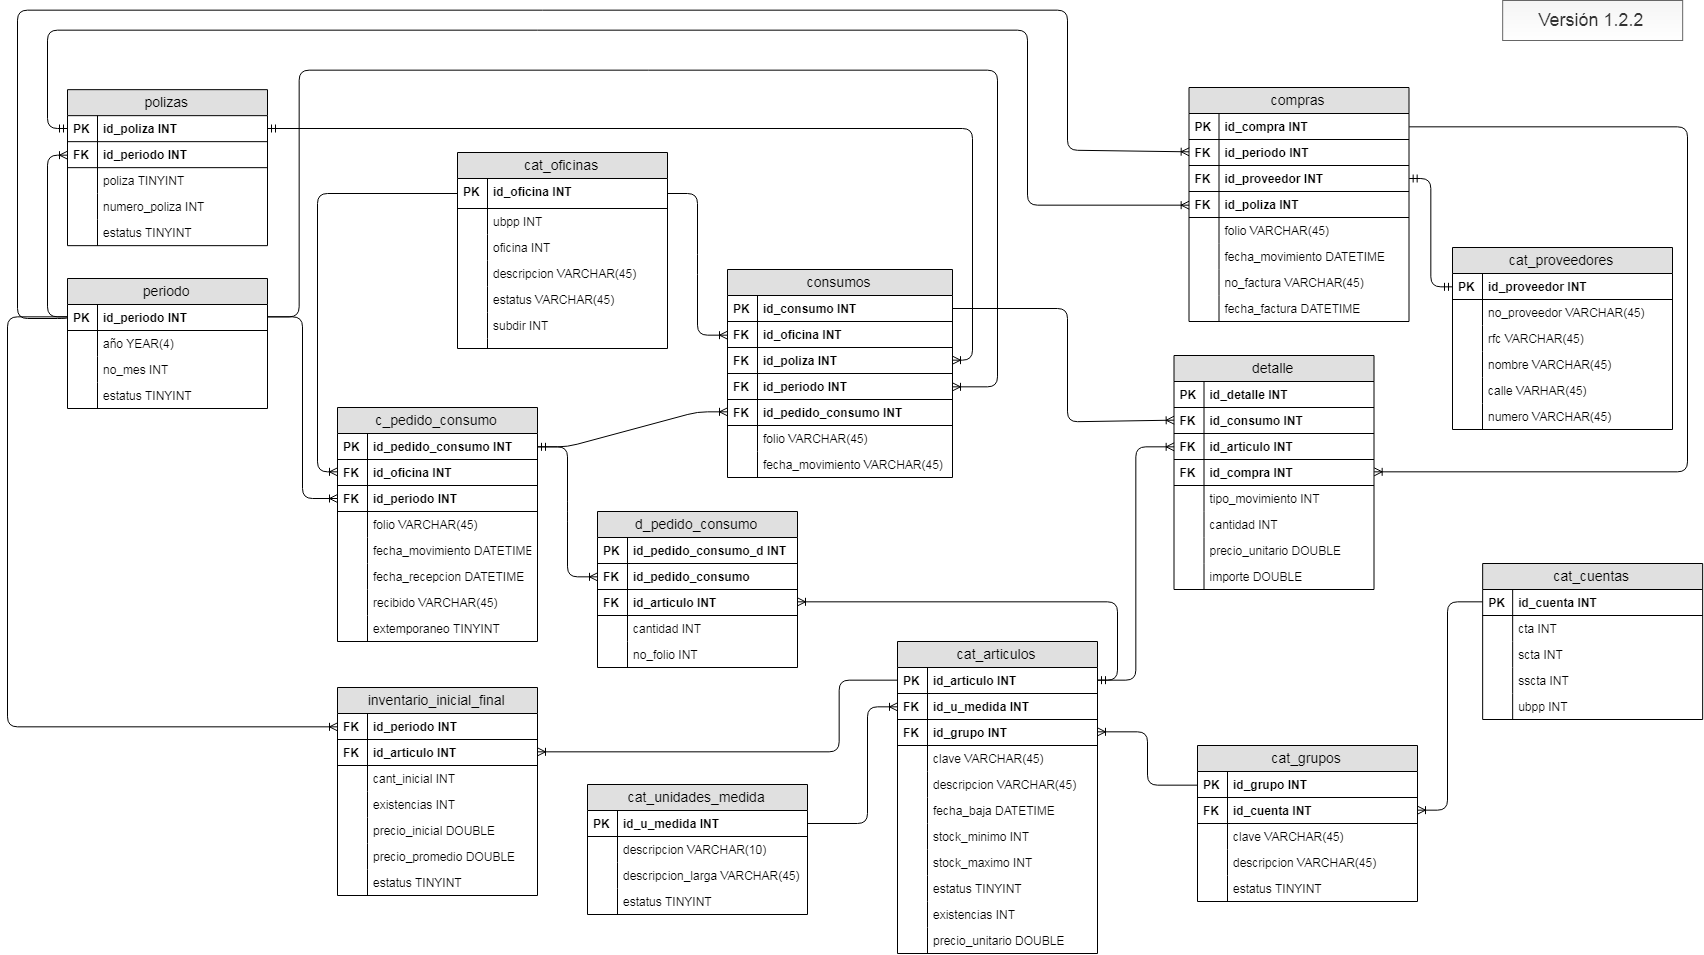 Versión 1.2.2
polizas
PK id_poliza INT
FK id_periodo INT
poliza TINYINT
numero_poliza INT
estatus TINYINT
periodo
PK id_periodo INT
año YEAR(4)
no_mes INT
estatus TINYINT
cat_oficinas
PK id_oficina INT
ubpp INT
oficina INT
descripcion VARCHAR(45)
estatus VARCHAR(45)
subdir INT
consumos
PK id_consumo INT
FK id_oficina INT
FK id_poliza INT
FK id_periodo INT
FK id_pedido_consumo INT
folio VARCHAR(45)
fecha_movimiento VARCHAR(45)
compras
PK id_compra INT
FK id_periodo INT
FK id_proveedor INT
FK id_poliza INT
folio VARCHAR(45)
fecha_movimiento DATETIME
no_factura VARCHAR(45)
fecha_factura DATETIME
cat_proveedores
PK id_proveedor INT
no_proveedor VARCHAR(45)
rfc VARCHAR(45)
nombre VARCHAR(45)
calle VARHAR(45)
numero VARCHAR(45)
detalle
PK id_detalle INT
FK id_consumo INT
FK id_articulo INT
FK id_compra INT
tipo_movimiento INT
cantidad INT
precio_unitario DOUBLE
importe DOUBLE
c_pedido_consumo
PK id_pedido_consumo INT
FK id_oficina INT
FK id_periodo INT
folio VARCHAR(45)
fecha_movimiento DATETIME
fecha_recepcion DATETIME
recibido VARCHAR(45)
extemporaneo TINYINT
d_pedido_consumo
PK id_pedido_consumo_d INT
FK id_pedido_consumo
FK id_articulo INT
cantidad INT
no_folio INT
cat_cuentas
PK id_cuenta INT
cta INT
scta INT
sscta INT
ubpp INT
inventario_inicial_final
FK id_periodo INT
FK id_articulo INT
cant_inicial INT
existencias INT
precio_inicial DOUBLE
precio_promedio DOUBLE
estatus TINYINT
cat_unidades_medida
PK id_u_medida INT
descripcion VARCHAR(10)
descripcion_larga VARCHAR(45)
estatus TINYINT
cat_articulos
PK id_articulo INT
FK id_u_medida INT
FK id_grupo INT
clave VARCHAR(45)
descripcion VARCHAR(45)
fecha_baja DATETIME
stock_minimo INT
stock_maximo INT
estatus TINYINT
existencias INT
precio_unitario DOUBLE
cat_grupos
PK id_grupo INT
FK id_cuenta INT
clave VARCHAR(45)
descripcion VARCHAR(45)
estatus TINYINT